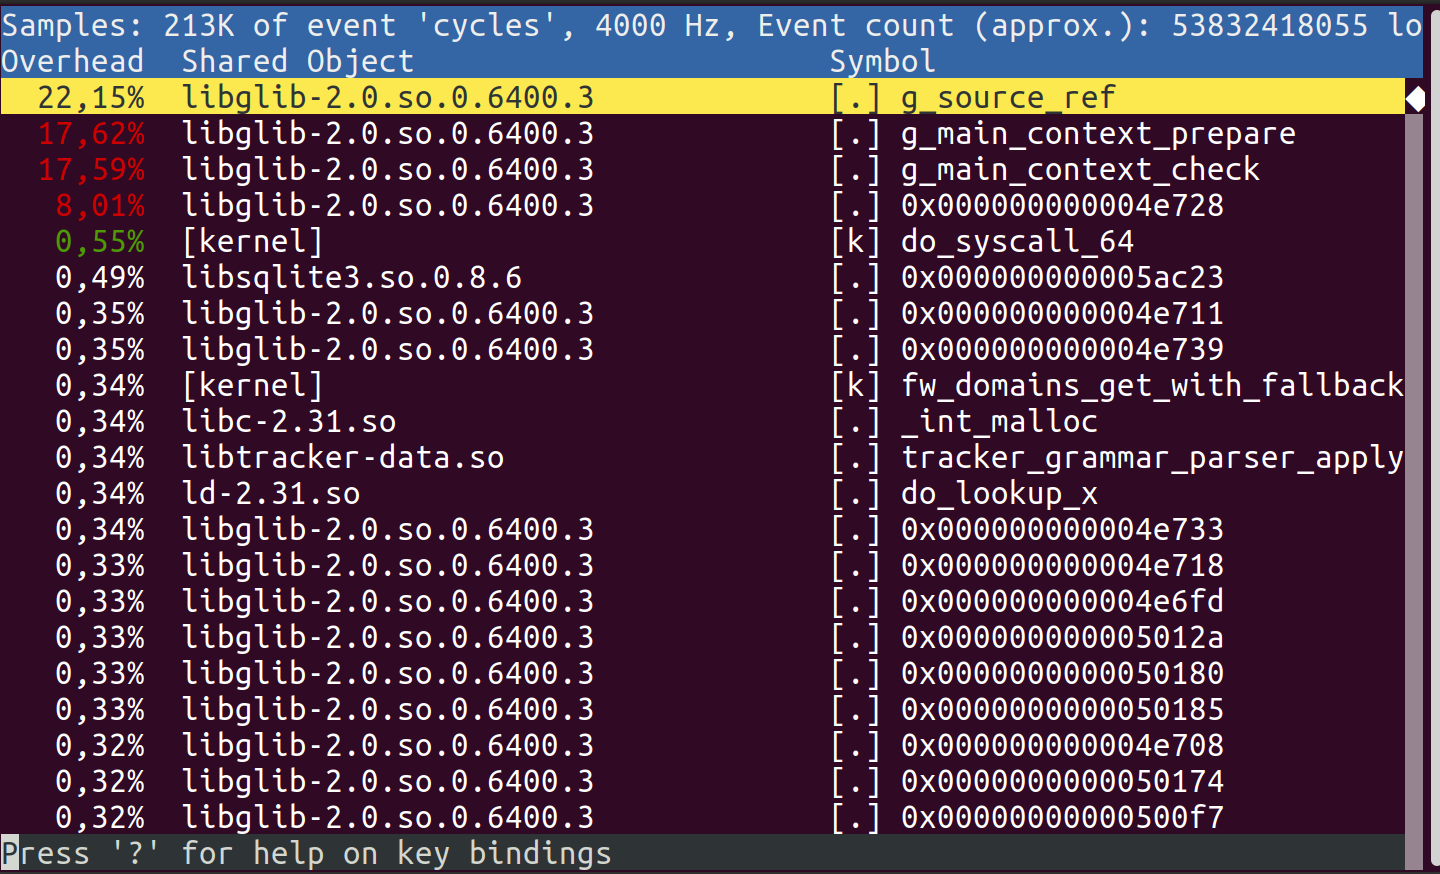 Samples: 213K of event 'cycles', 4000 Hz, Event count (approx.): 53832418055 lo
Overhead  Shared Object                       Symbol
22,15%  libglib-2.0.so.0.6400.3             [.] g_source_ref
17,62%  libglib-2.0.so.0.6400.3             [.] g_main_context_prepare
17,59%  libglib-2.0.so.0.6400.3             [.] g_main_context_check
8,01%  libglib-2.0.so.0.6400.3             [.] 0x000000000004e728
0,55%  [kernel]                            [k] do_syscall_64
0,49%  libsqlite3.so.0.8.6                 [.] 0x000000000005ac23
0,35%  libglib-2.0.so.0.6400.3             [.] 0x000000000004e711
0,35%  libglib-2.0.so.0.6400.3             [.] 0x000000000004e739
0,34%  [kernel]                            [k] fw_domains_get_with_fallback
0,34%  libc-2.31.so                        [.] _int_malloc
0,34%  libtracker-data.so                  [.] tracker_grammar_parser_apply
0,34%  ld-2.31.so                          [.] do_lookup_x
0,34%  libglib-2.0.so.0.6400.3             [.] 0x000000000004e733
0,33%  libglib-2.0.so.0.6400.3             [.] 0x000000000004e718
0,33%  libglib-2.0.so.0.6400.3             [.] 0x000000000004e6fd
0,33%  libglib-2.0.so.0.6400.3             [.] 0x000000000005012a
0,33%  libglib-2.0.so.0.6400.3             [.] 0x0000000000050180
0,33%  libglib-2.0.so.0.6400.3             [.] 0x0000000000050185
0,32%  libglib-2.0.so.0.6400.3             [.] 0x000000000004e708
0,32%  libglib-2.0.so.0.6400.3             [.] 0x0000000000050174
0,32%  libglib-2.0.so.0.6400.3             [.] 0x00000000000500f7
Press '?' for help on key bindings